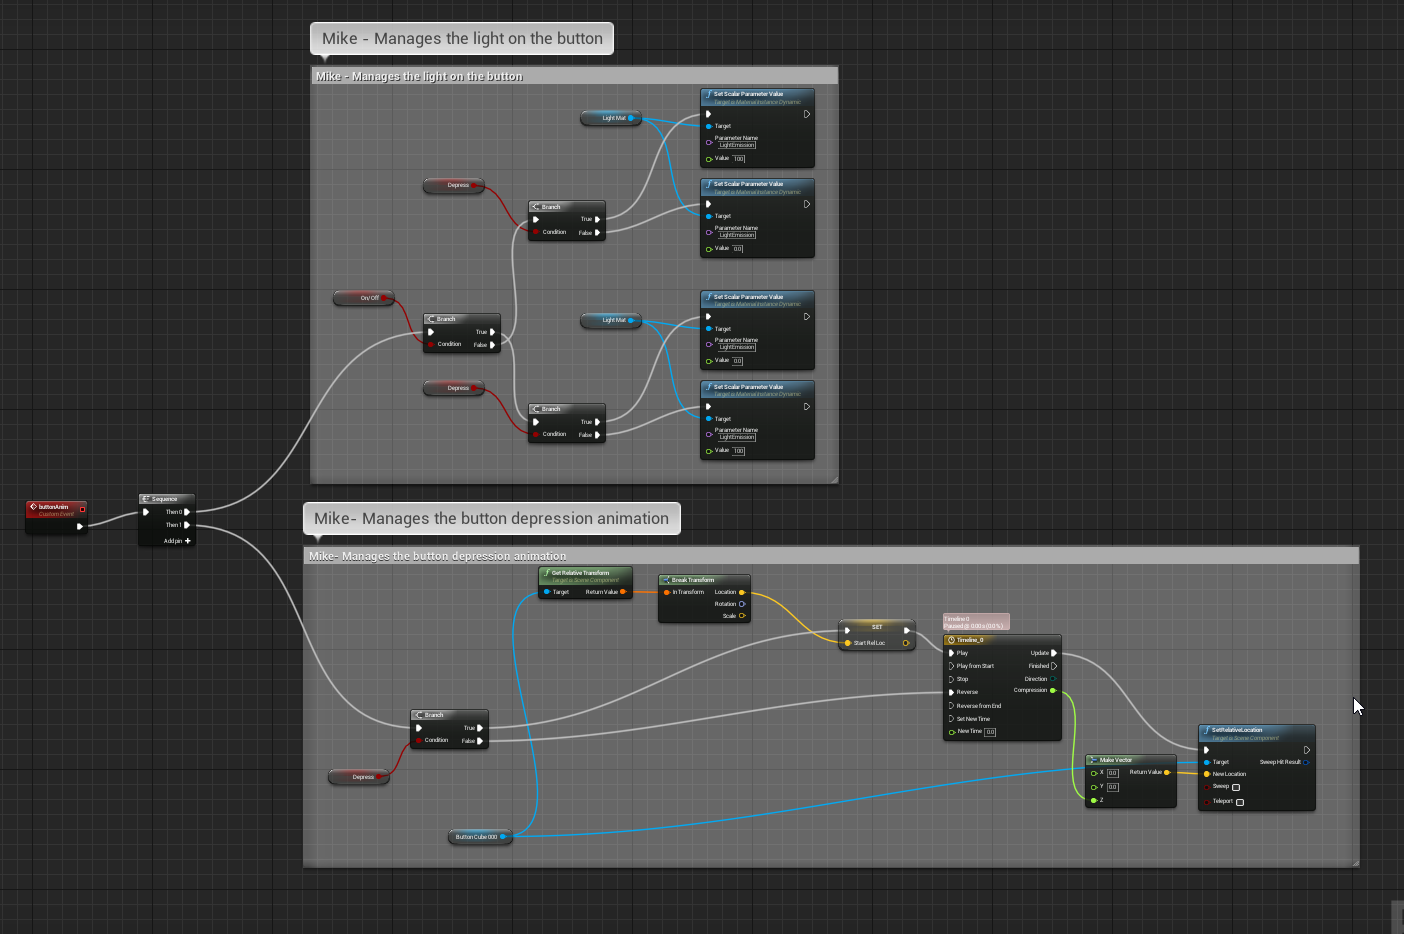 Mike - Manages the light on the button
Mike - Manages the light on the button
Set Scalar Parameter Value
Target is Material Instance Dynamic
Light Mat
Target
Parameter Name
LightEmission
Value 100
Depress
Set Scalar Parameter Value
Target is Material Instance Dynamic
Branch
True
Condition
False
Target
Parameter Name
LightEmission
Value 0.0
On/Off
Set Scalar Parameter Value
Target is Material Instance Dynamic
Branch
True
Condition
False
Light Mat
Target
Parameter Name
LightEmission
Value 0.0
Depress
Set Scalar Parameter Value
Target is Material Instance Dynamic
Branch
True
Condition
False
Target
Parameter Name
LightEmission
Value 100
buttonAnim
Custom Event
Sequence
Then 0
Then 1
Add pin
Mike- Manages the button depression animation
Mike- Manages the button depression animation
Get Relative Transform
Target is Scene Component
Target
Return Value
Break Transform
In Transform
Location
Rotation
Scale
SET
Start Rel Loc
Timeline 0
Paused @ 0.00 s (0.0 %)
Timeline_0
Play
Update
Play from Start
Finished
Stop
Direction
Reverse
Compression
Reverse from End
Set New Time
New Time 0.0
Branch
True
Condition
False
Depress
Button Cube 000
Make Vector
X 0.0
Return Value
Y 0.0
Z
SetRelativeLocation
Target is Scene Component
Target
Sweep Hit Result
New Location
Sweep
Teleport